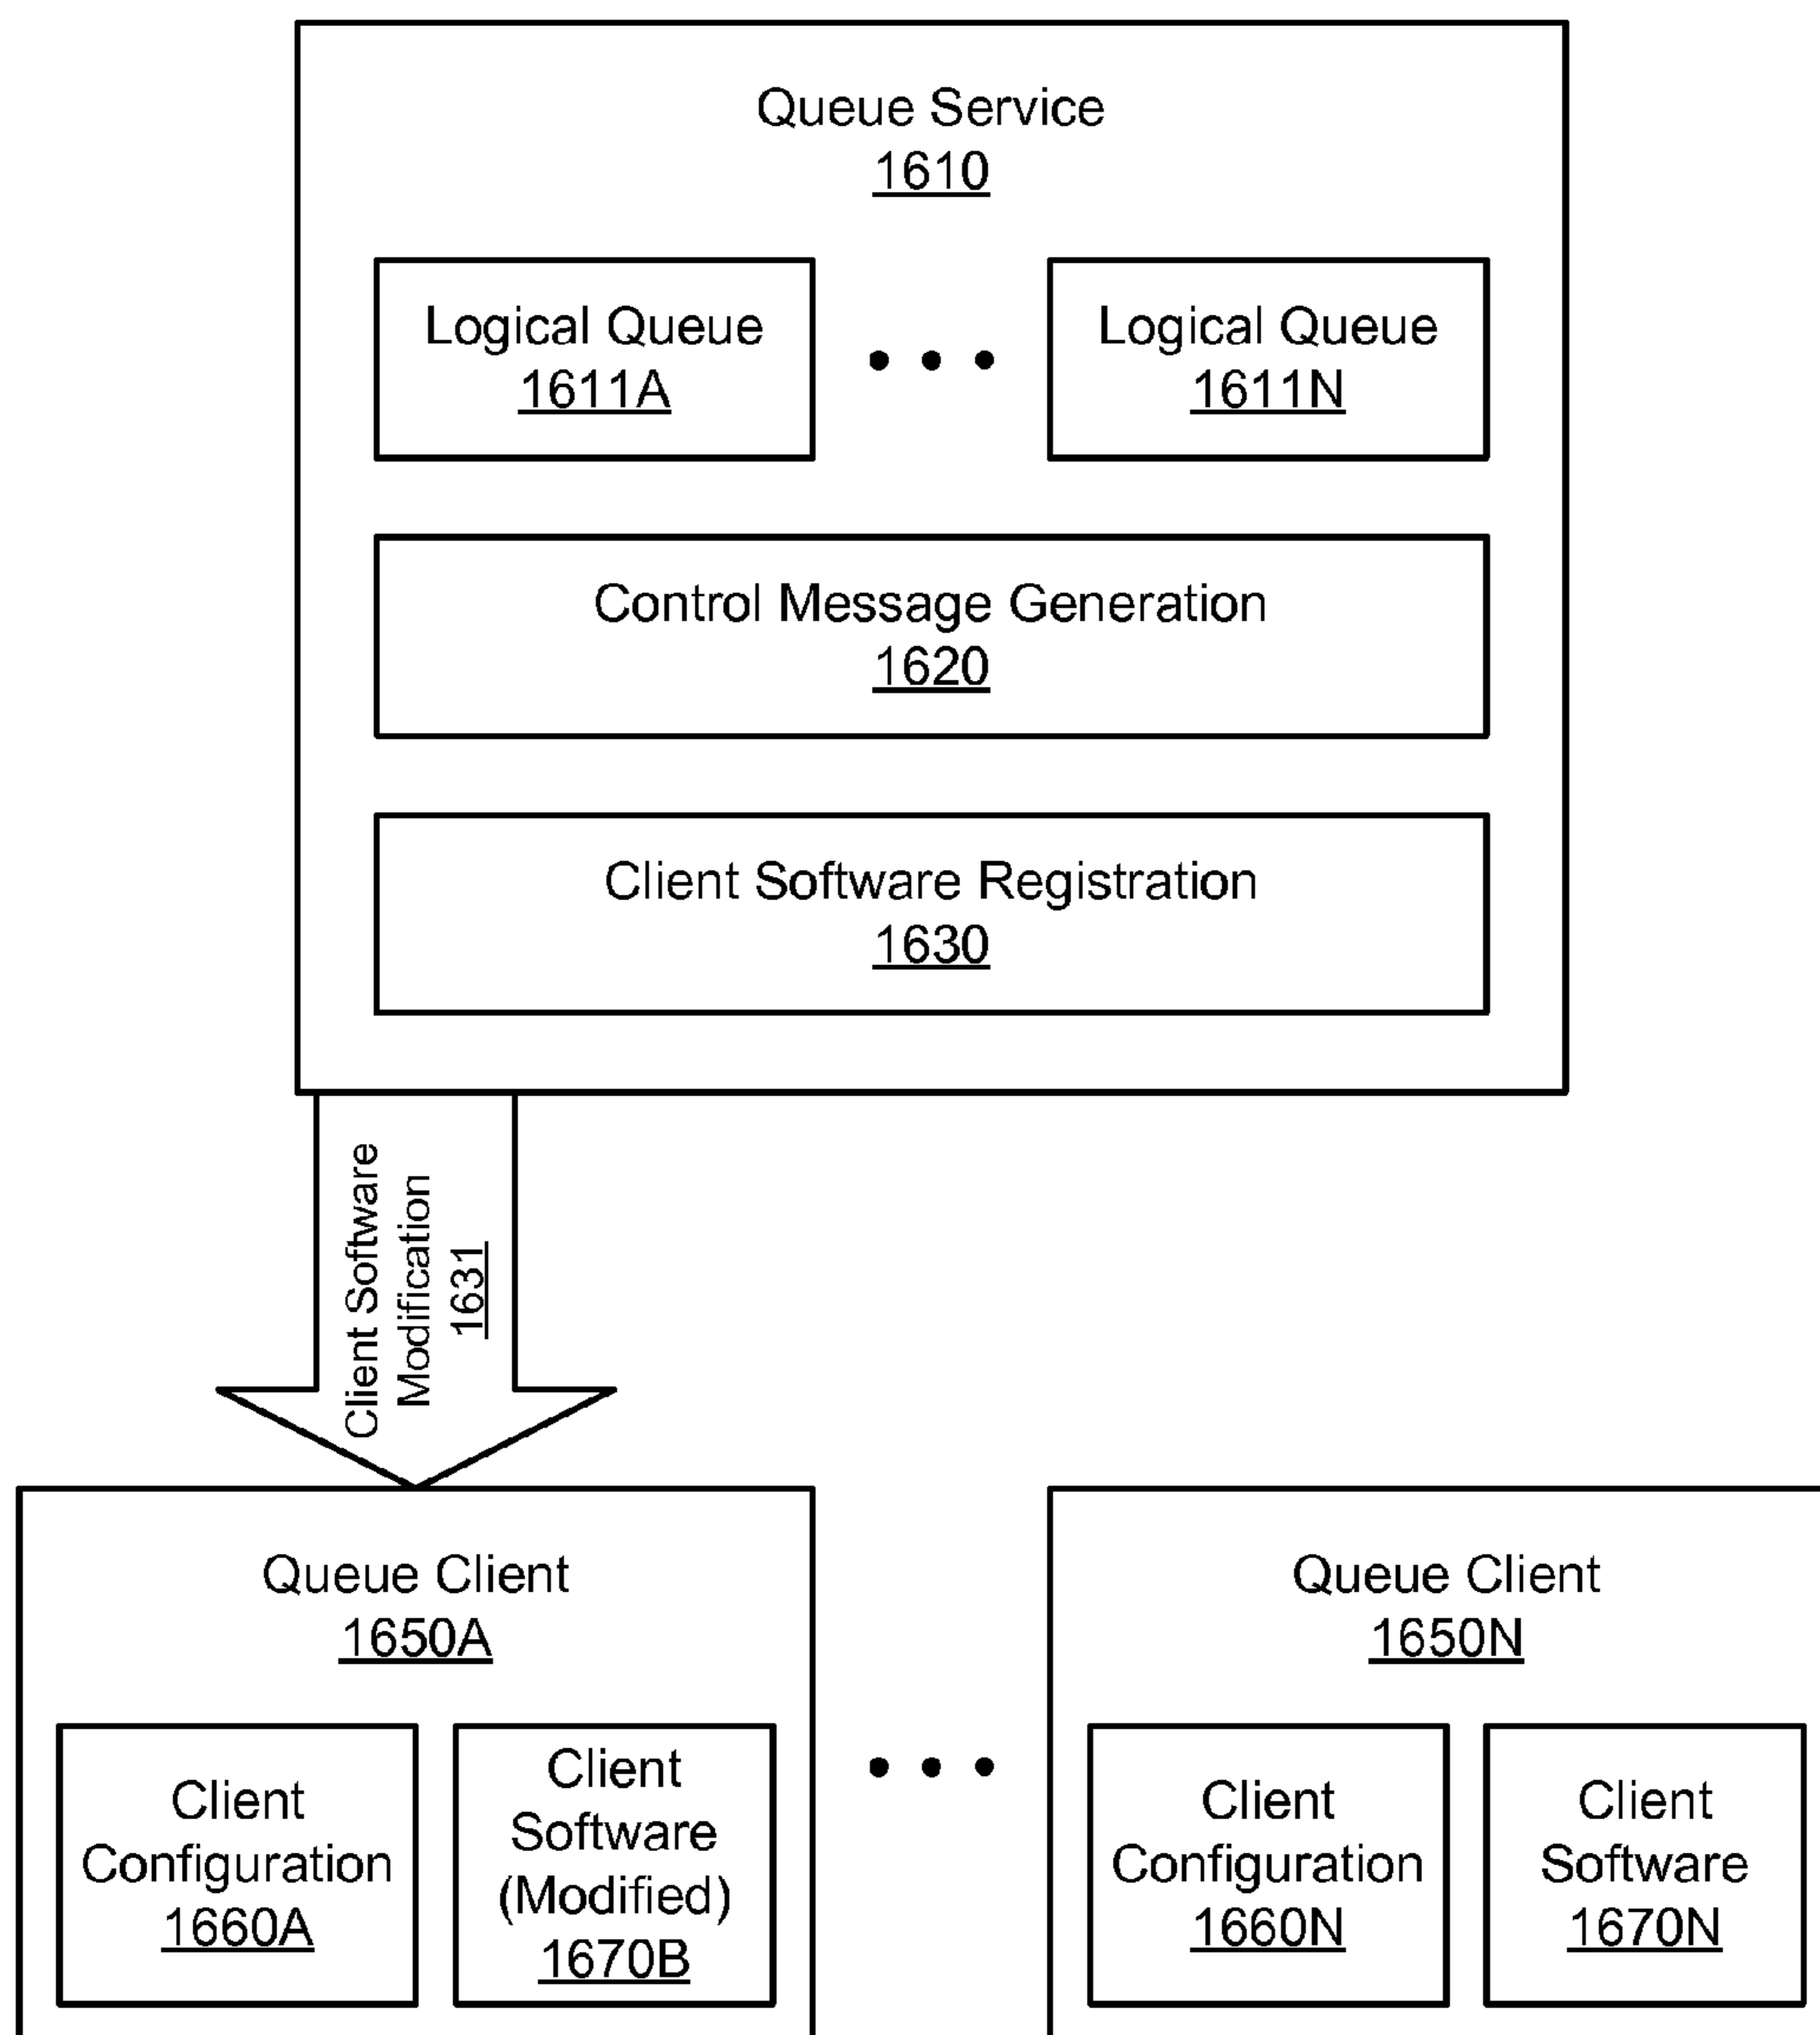 Queue Service
1610
Logical Queue
1611A
Logical Queue
1611N
Control Message Generation
1620
Client Software Registration
1630
Client Software
Modification
1631
Queue Client
1650A
Client
Configuration
1660A
Client
Software
(Modified)
1670B
Queue Client
1650N
Client
Configuration
1660N
Client
Software
1670N